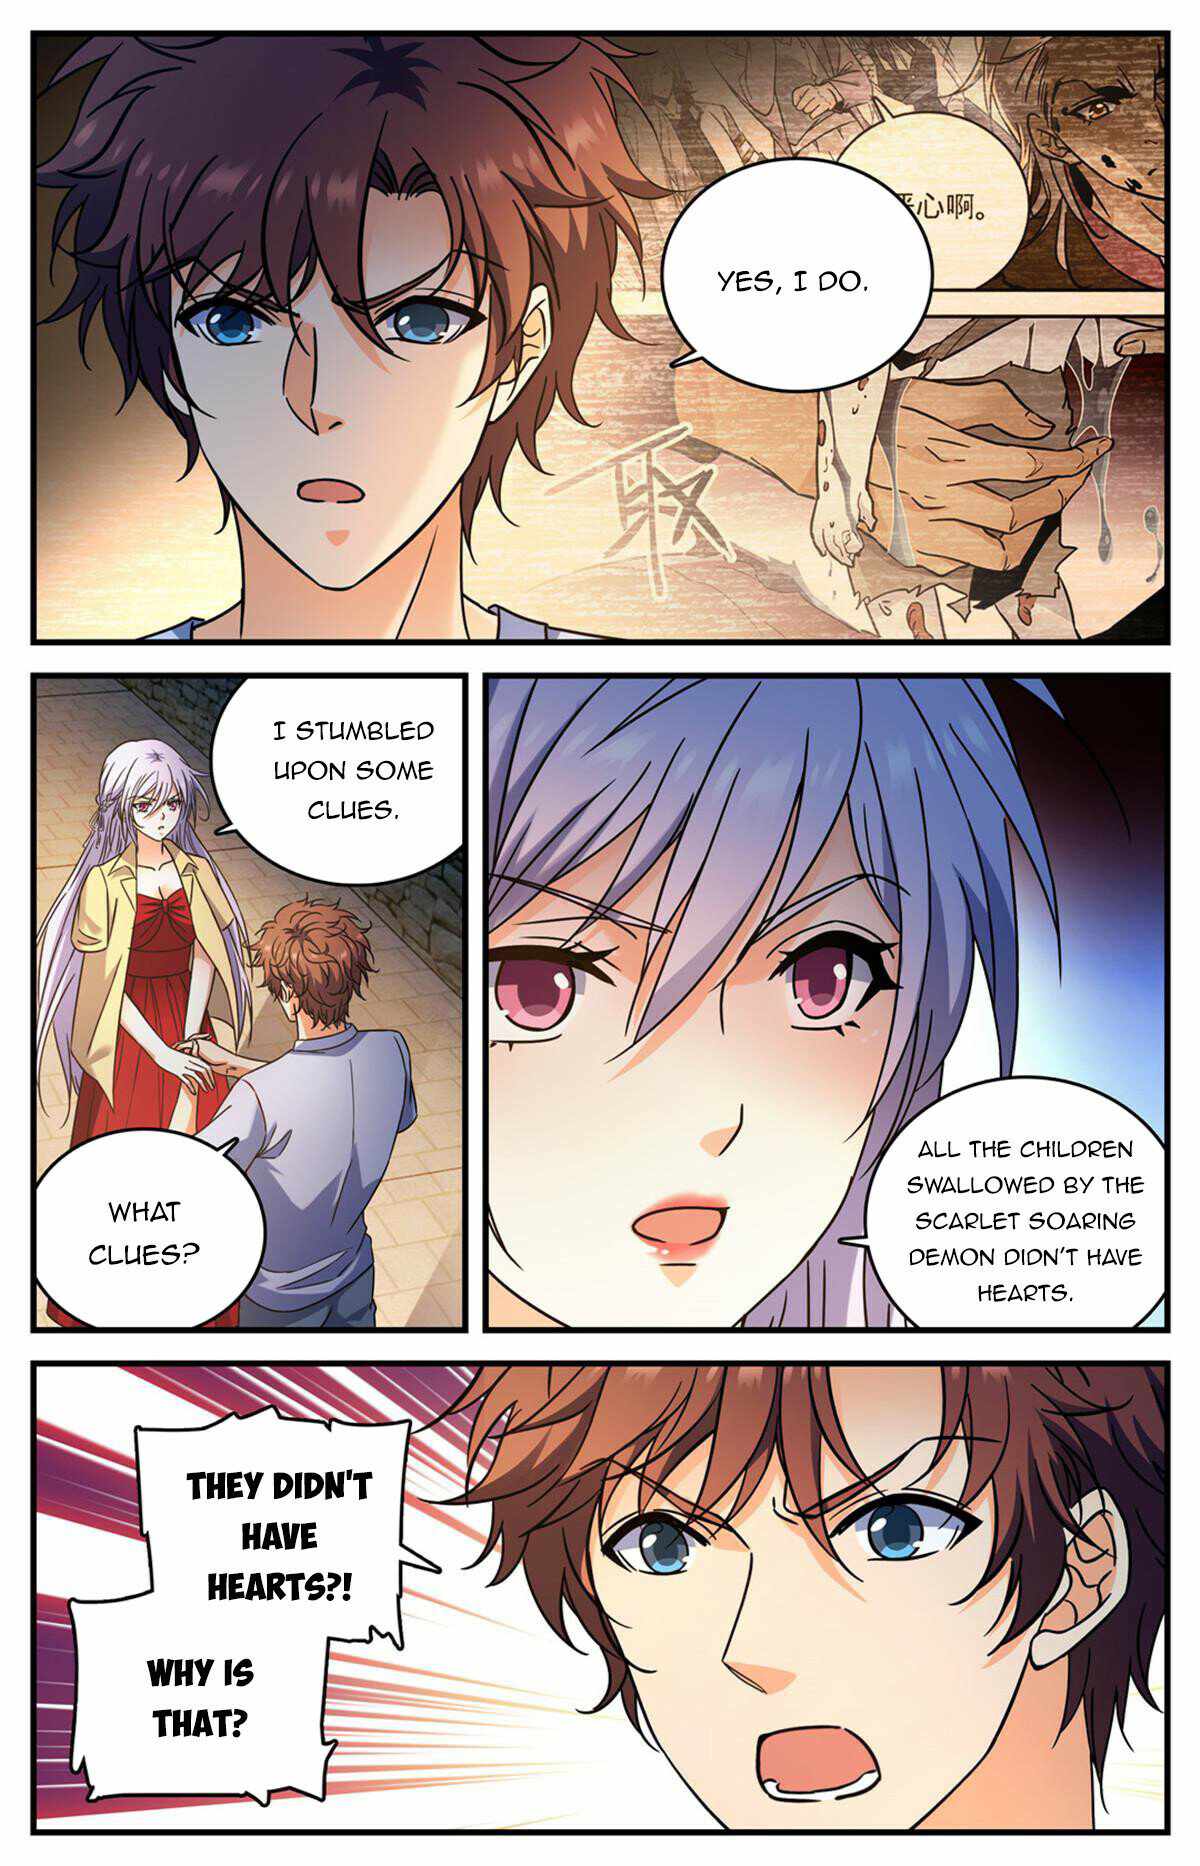 心啊。
YES, I DO.
取
I STUMBLED
UPON SOME
CLUES.
WHAT
CLUES?
ALL THE CHILDREN
SWALLOWED BY THE
SCARLET SOARING
DEMON DIDN'T HAVE
HEARTS.
THEY DIDN'T
HAVE
HEARTS?!
WHY IS
THAT?